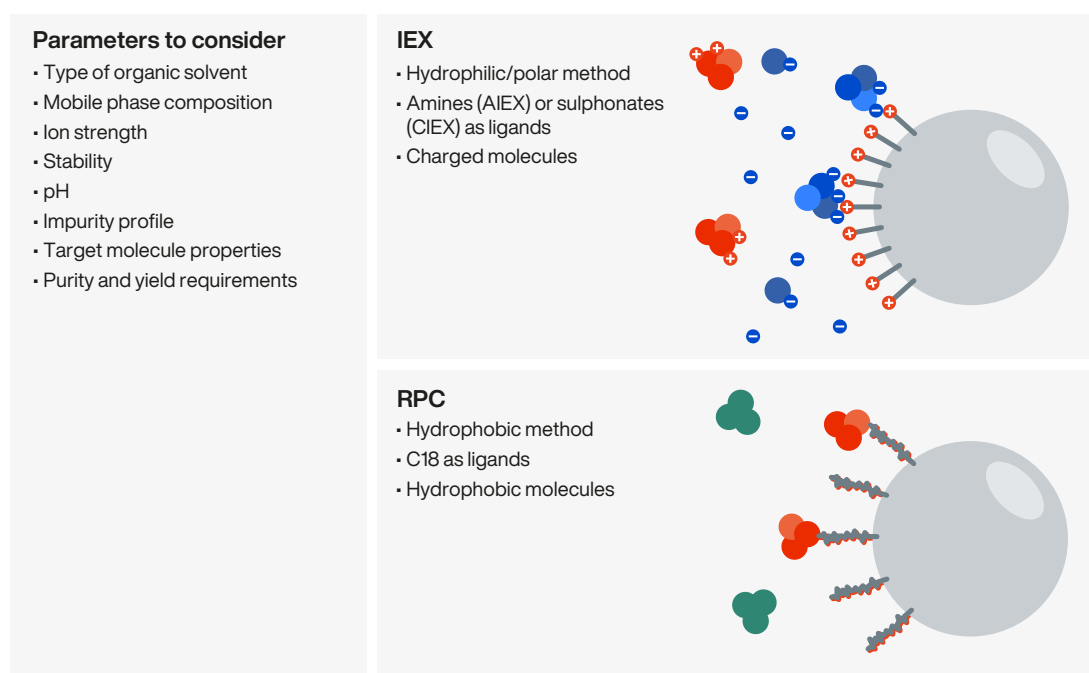 Parameters to consider
▪ Type of organic solvent
▪ Mobile phase composition
▪ Ion strength
▪ Stability
▪ pH
▪ Impurity profile
▪ Target molecule properties
▪ Purity and yield requirements
IEX
▪ Hydrophilic/polar method
▪ Amines (AIEX) or sulphonates
(CIEX) as ligands
▪ Charged molecules
RPC
▪ Hydrophobic method
▪ C18 as ligands
▪ Hydrophobic molecules